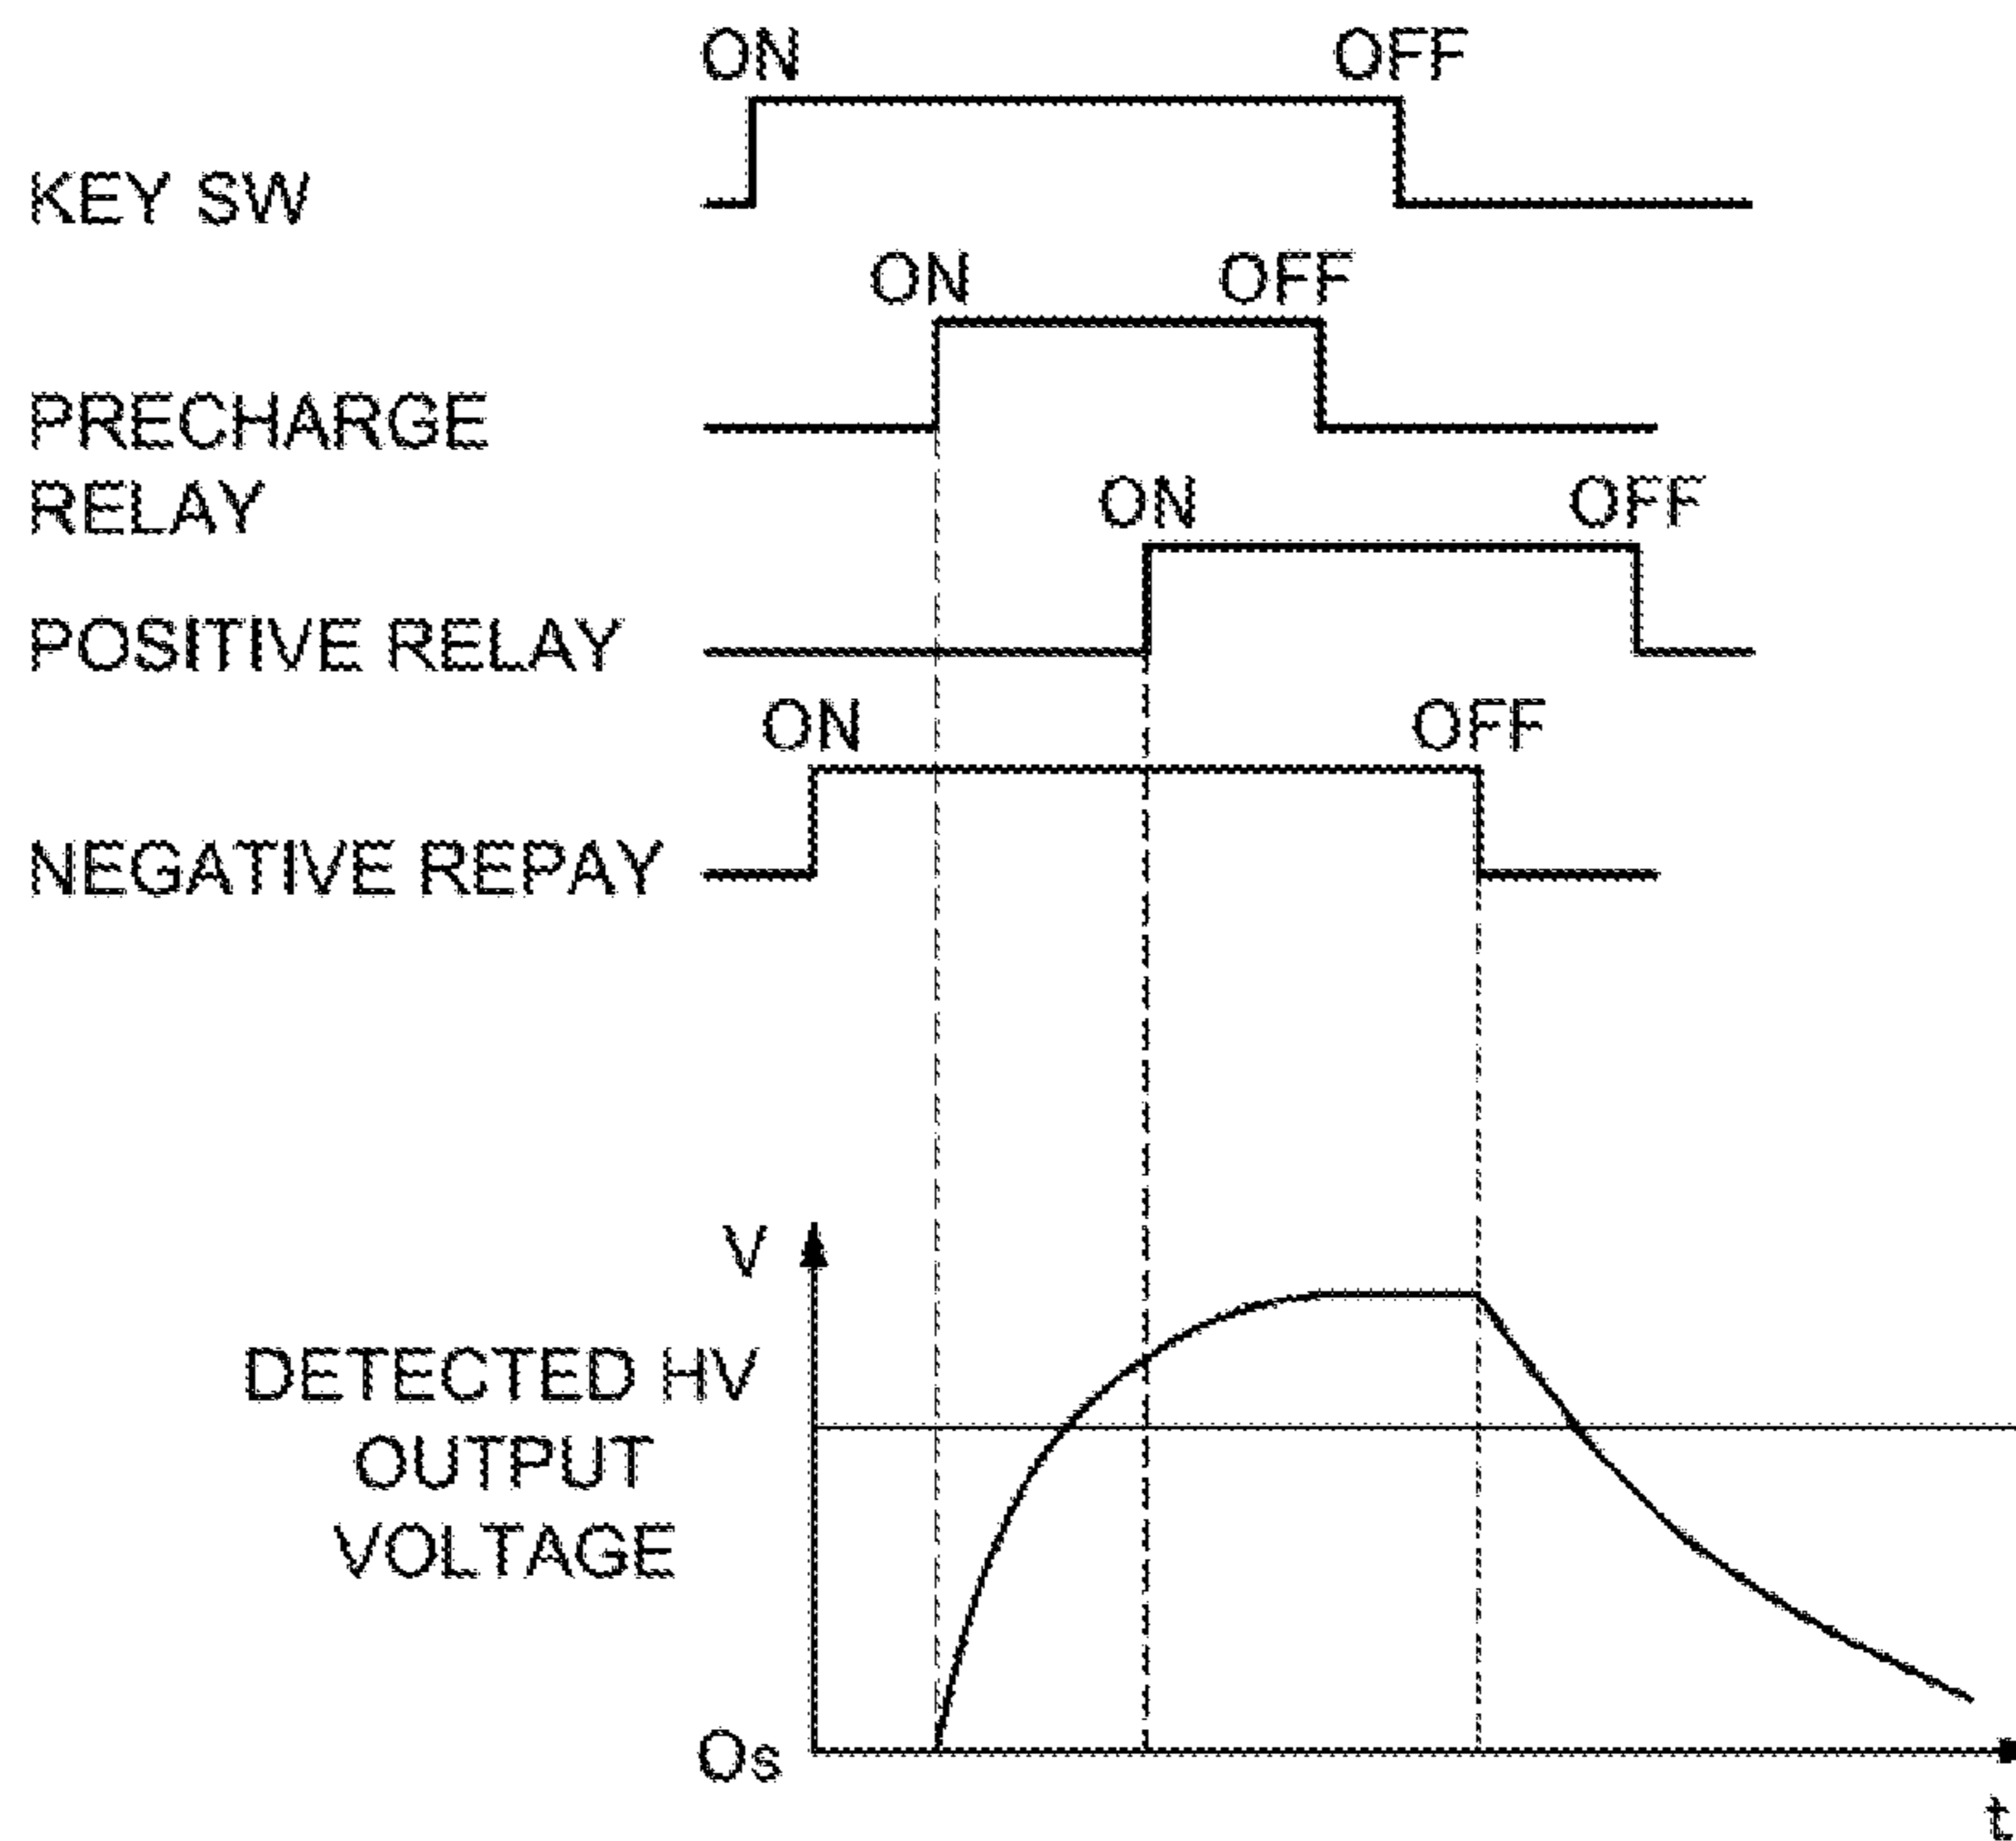 ON OFF
KEY SW
ON OFF
PRECHARGE
RELAY
ON OFF
POSITIVE RELAY
ON OFF
NEGATIVE REPAY
V
DETECTED HV
OUTPUT
VOLTAGE
Os
t